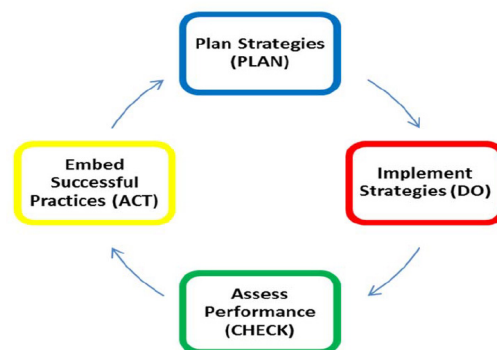 Plan Strategies
(PLAN)
Implement
Strategies (DO)
Assess
Performance
(CHECK)
Embed
Successful
Practices (ACT)